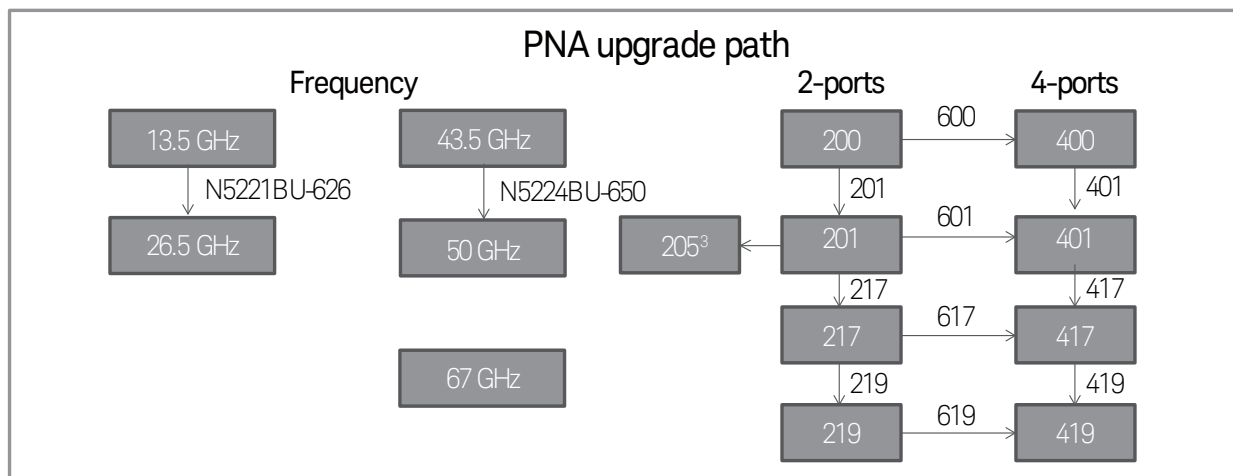 PNA upgrade path
Frequency
2-ports
4-ports
13.5 GHz
43.5 GHz
200
600
400
N5221BU-626
N5224BU-650
201
401
26.5 GHz
50 GHz
205³
201
601
401
217
417
67 GHz
217
617
417
219
419
219
619
419